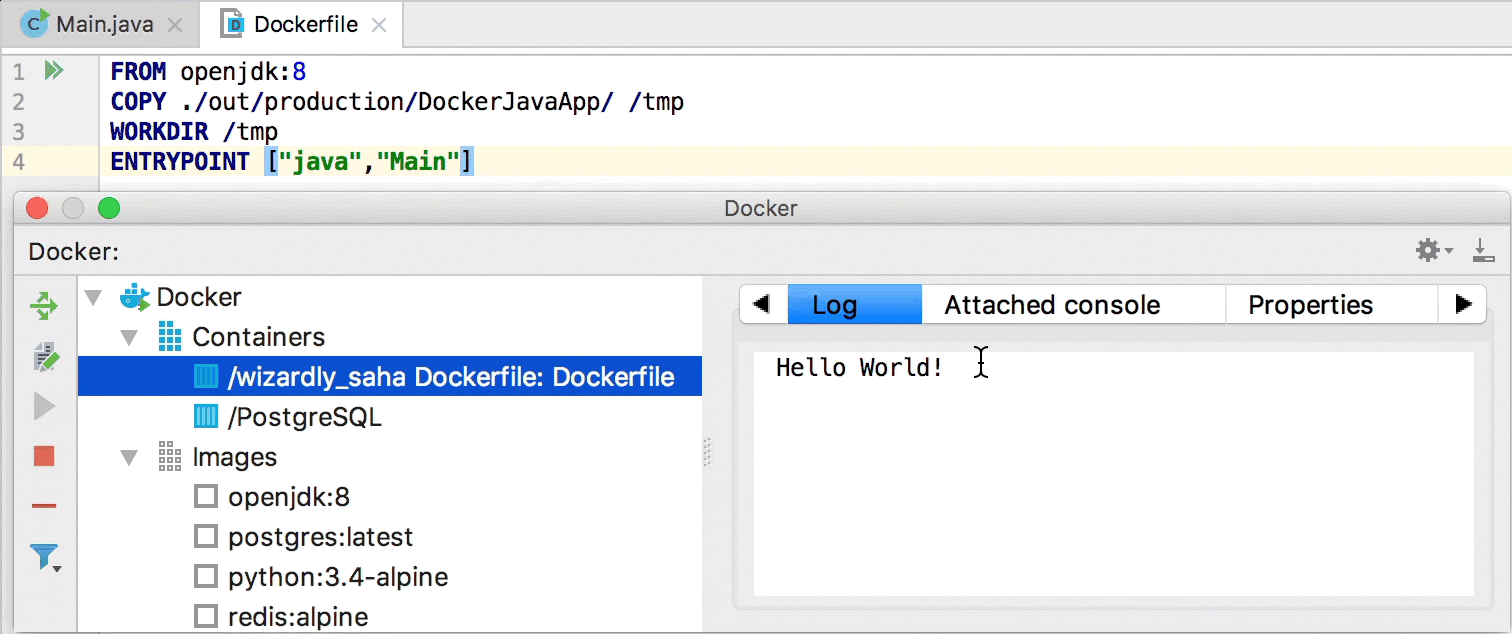 Main.java
Dockerfile
1 FROM openjdk:8
2 COPY ./out/production/DockerJavaApp/ /tmp
3 WORKDIR /tmp
4 ENTRYPOINT ["java","Main"]
Docker
Docker:
Docker
Containers
/wizardly_saha Dockerfile: Dockerfile
/PostgreSQL
Images
openjdk:8
postgres:latest
python:3.4-alpine
redis:alpine
Log
Attached console
Properties
Hello World!